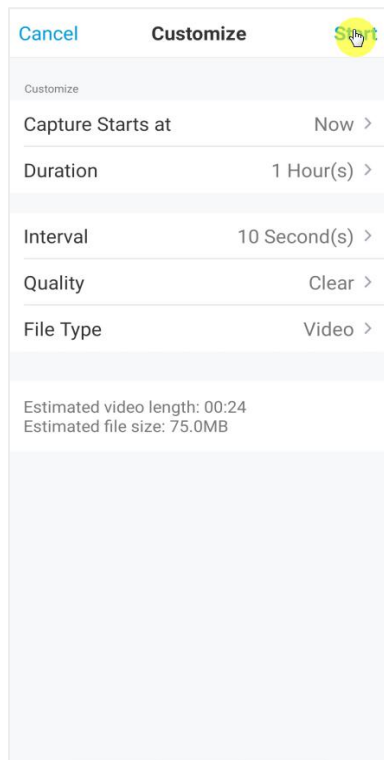 Cancel Customize Start
Customize
Capture Starts at Now
Duration 1 Hour(s)
Interval 10 Second(s)
Quality Clear
File Type Video
Estimated video length: 00:24
Estimated file size: 75.0MB